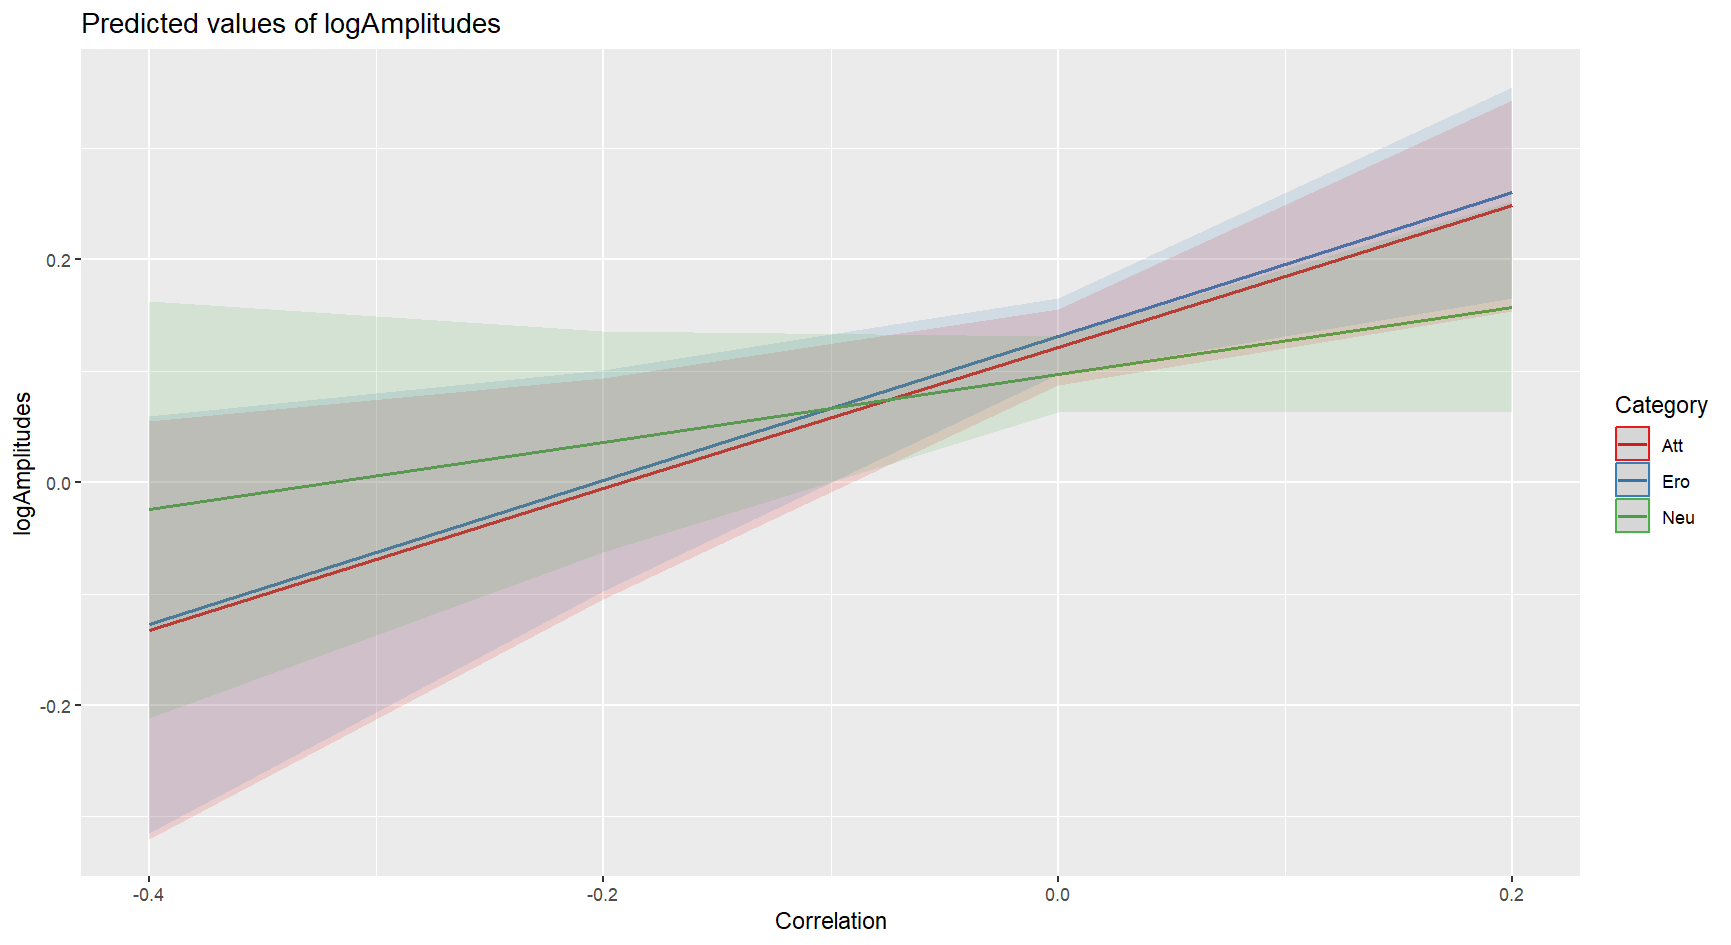 Predicted values of logAmplitudes
logAmplitudes
0.2
0.0
-0.2
-0.4
-0.2
0.0
0.2
Correlation
Category
Att
Ero
Neu